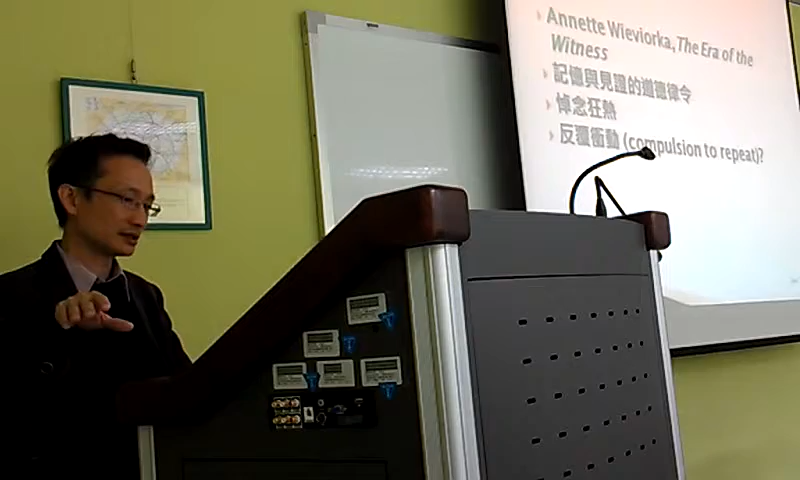 Annette Wieviorka, The Era of the
Witness
記憶與見證的道德律令
悼念狂熱
反覆衝動 (compulsion to repeat)?